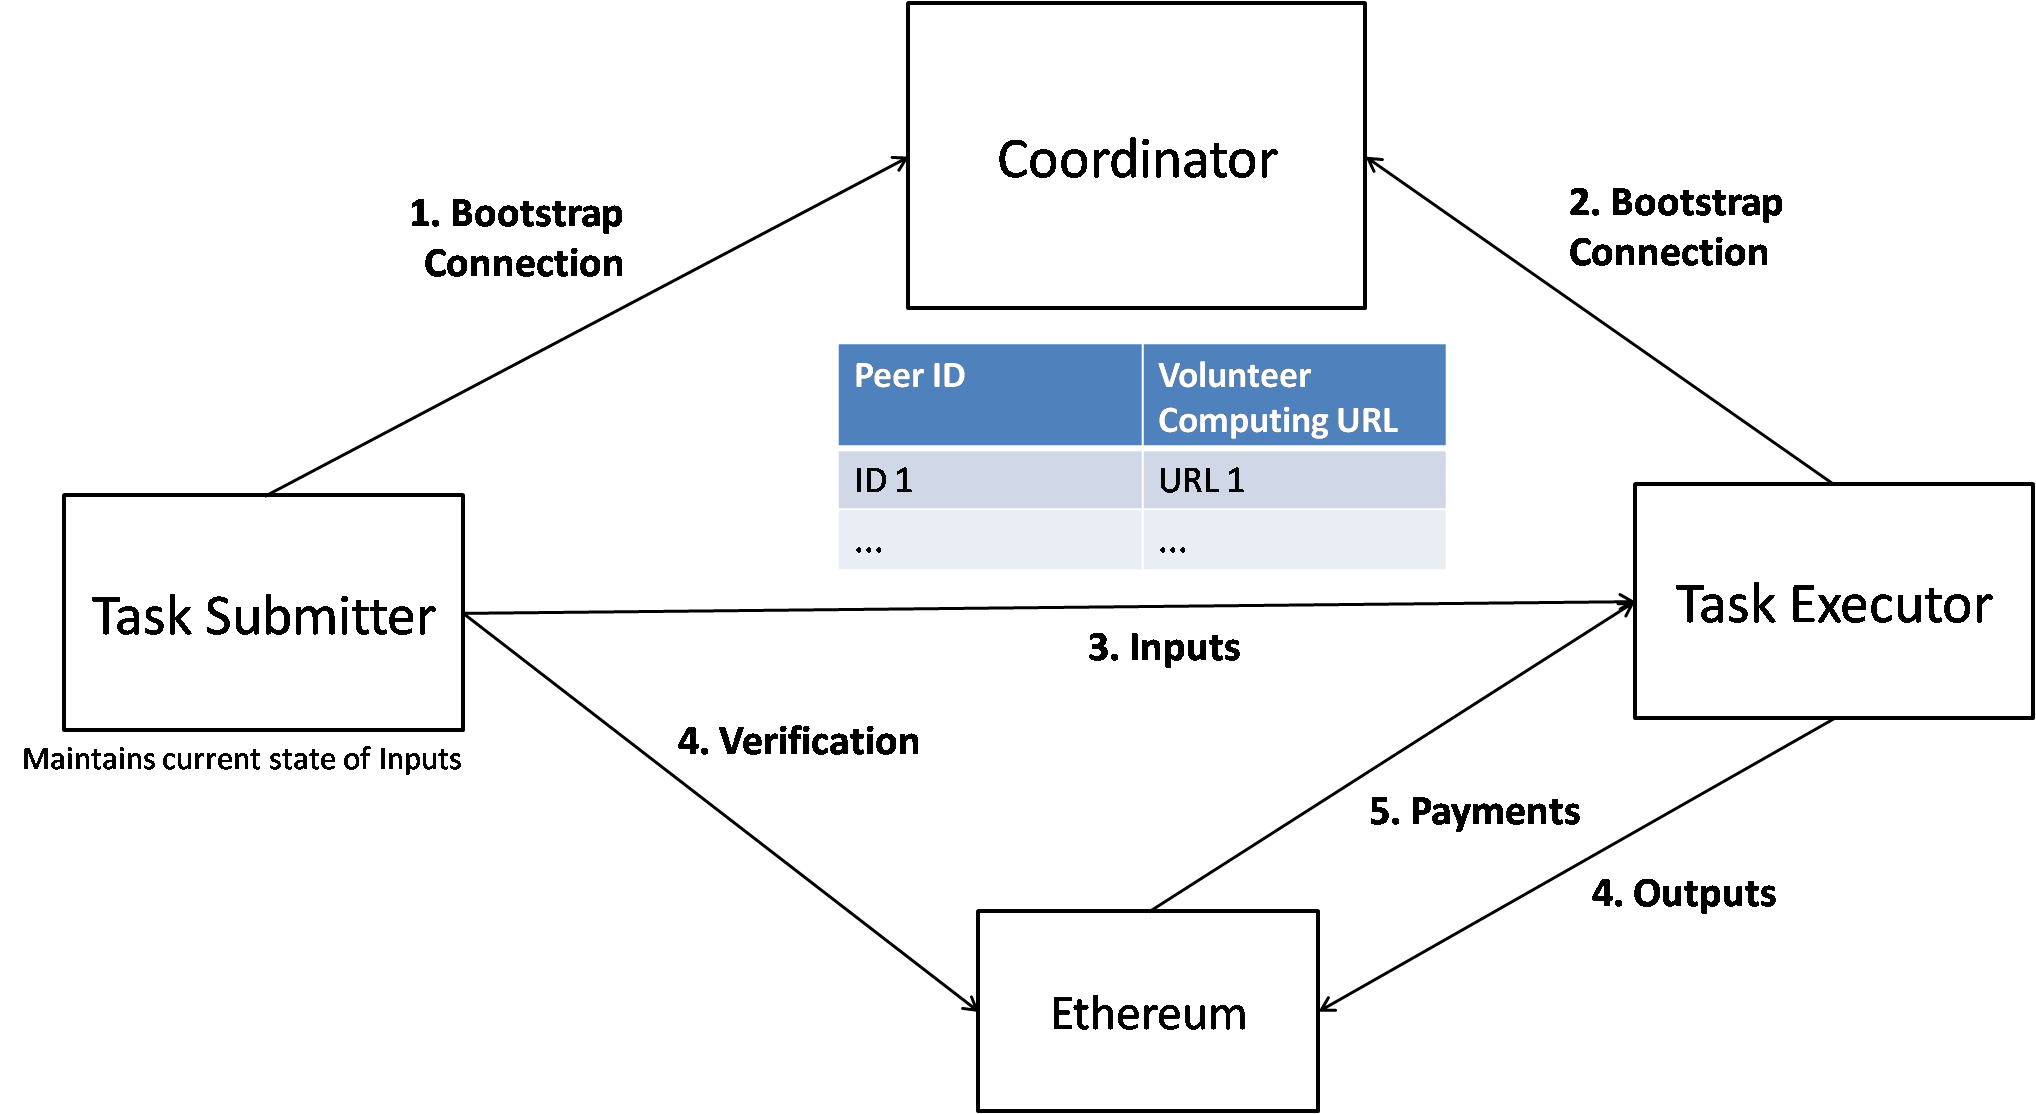 Coordinator
1. Bootstrap
Connection
2. Bootstrap
Connection
Peer ID
Volunteer
Computing URL
ID 1
URL 1
...
...
Task Submitter
Maintains current state of Inputs
Task Executor
3. Inputs
4. Verification
5. Payments
4. Outputs
Ethereum